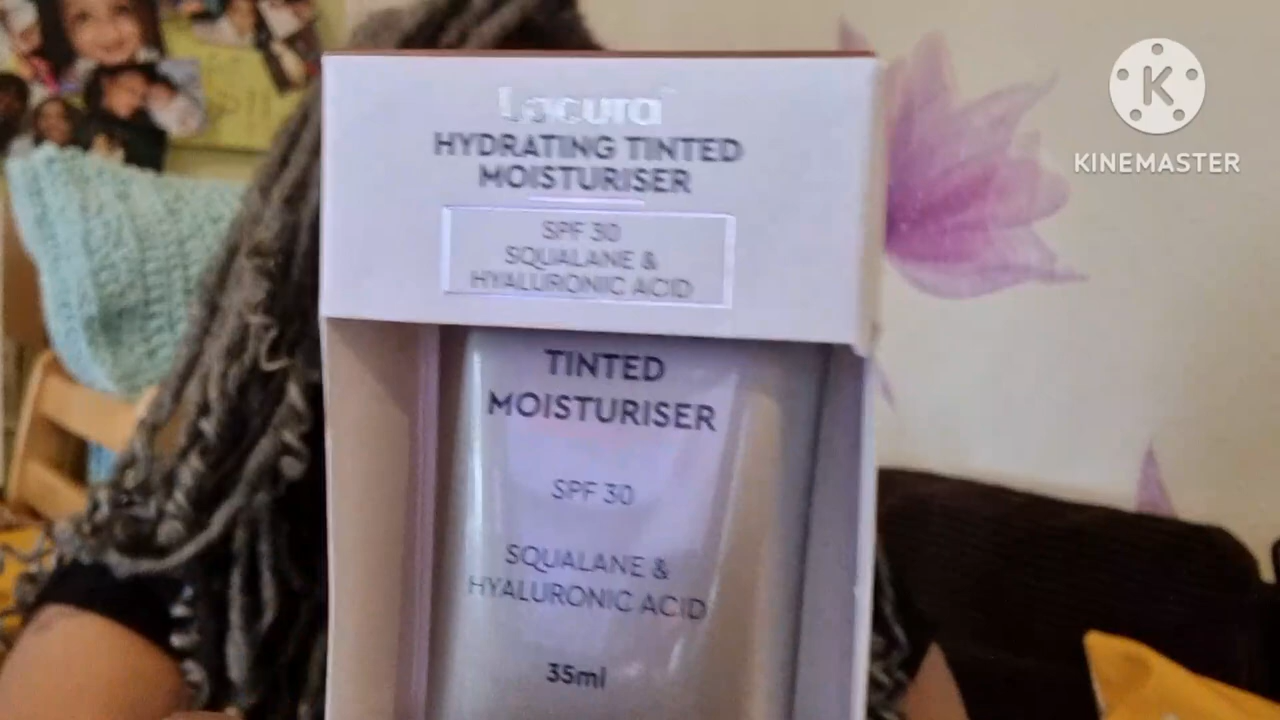 Lacura
HYDRATING TINTED
MOISTURISER
SPF 30
SQUALANE &
HYALURONIC ACID
TINTED
MOISTURISER
SPF 30
SQUALANE &
HYALURONIC ACID
35ml
K
KINEMASTER